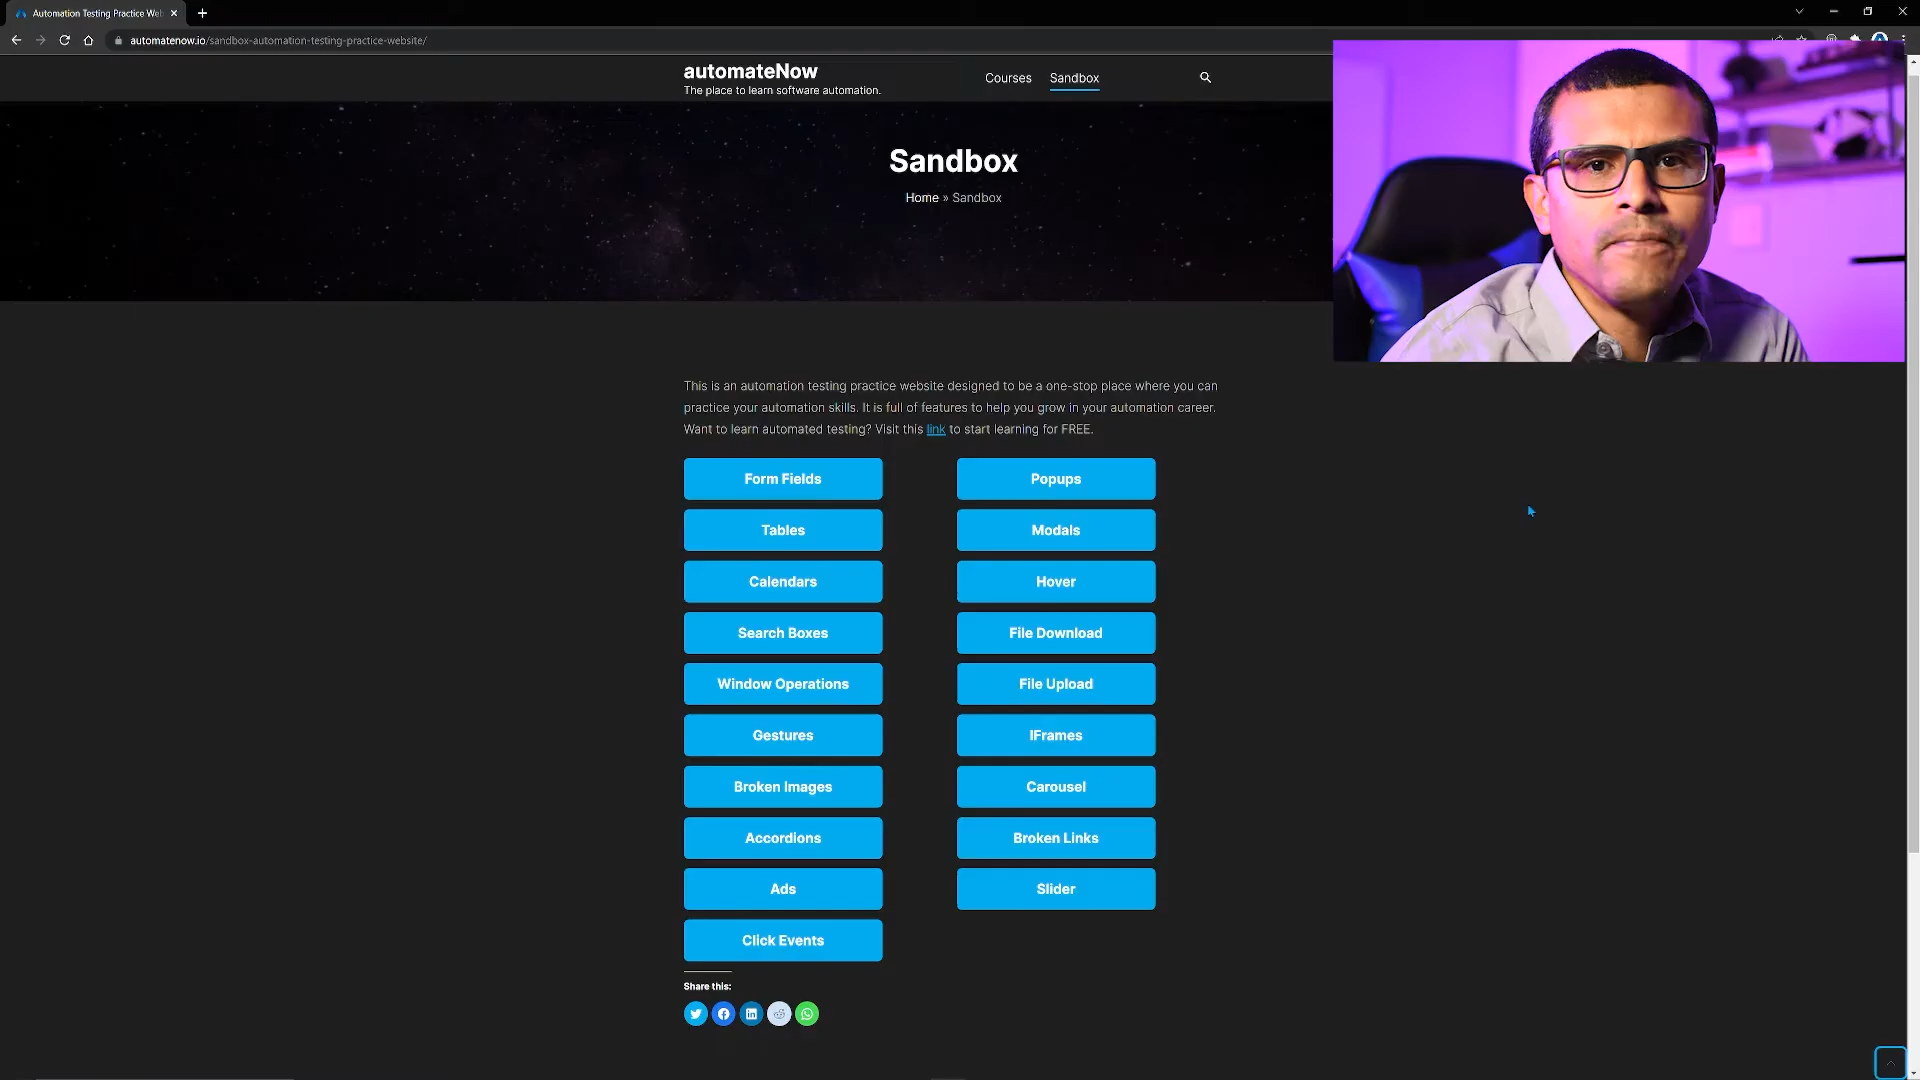 Automation Testing Practice Web
automatenow.io/sandbox-automation-testing-practice-website/
automateNow
The place to learn software automation.
Courses
Sandbox
Sandbox
Home » Sandbox
This is an automation testing practice website designed to be a one-stop place where you can
practice your automation skills. It is full of features to help you grow in your automation career.
Want to learn automated testing? Visit this link to start learning for FREE.
Form Fields
Popups
Tables
Modals
Calendars
Hover
Search Boxes
File Download
Window Operations
File Upload
Gestures
IFrames
Broken Images
Carousel
Accordions
Broken Links
Ads
Slider
Click Events
Share this: